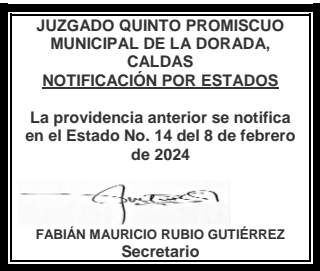 JUZGADO QUINTO PROMISCUO
MUNICIPAL DE LA DORADA,
CALDAS
NOTIFICACIÓN POR ESTADOS
La providencia anterior se notifica
en el Estado No. 14 del 8 de febrero
de 2024
FABIÁN MAURICIO RUBIO GUTIÉRREZ
Secretario